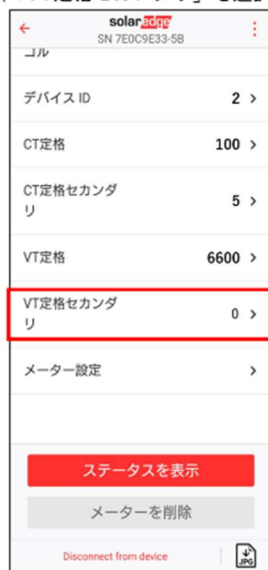 solaredge
SN 7E0C9E33-5B
コル
デバイス ID 2
CT定格 100
CT定格セカンダ
リ 5
VT定格 6600
VT定格セカンダ
リ 0
メーター設定
ステータスを表示
メーターを削除
Disconnect from device
JPG